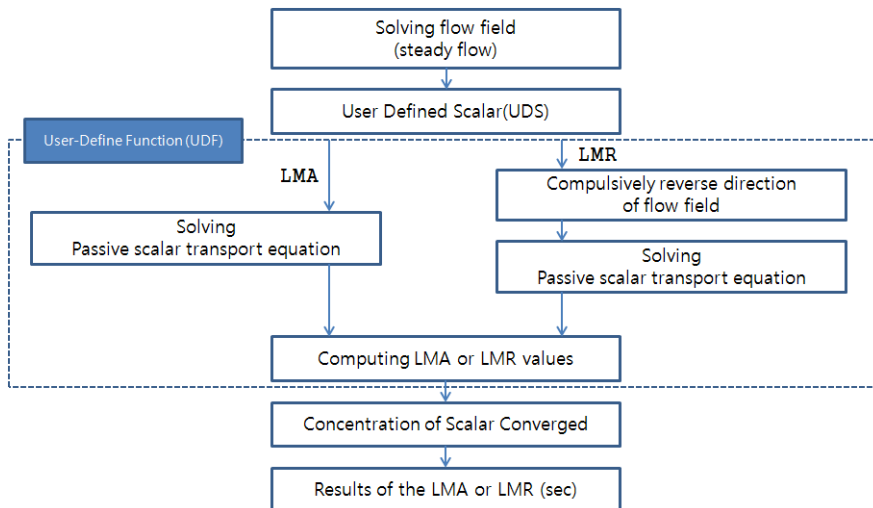 Solving flow field
(steady flow)
User Defined Scalar(UDS)
User-Define Function (UDF)
LMA
LMR
Compulsively reverse direction
of flow field
Solving
Passive scalar transport equation
Solving
Passive scalar transport equation
Computing LMA or LMR values
Concentration of Scalar Converged
Results of the LMA or LMR (sec)